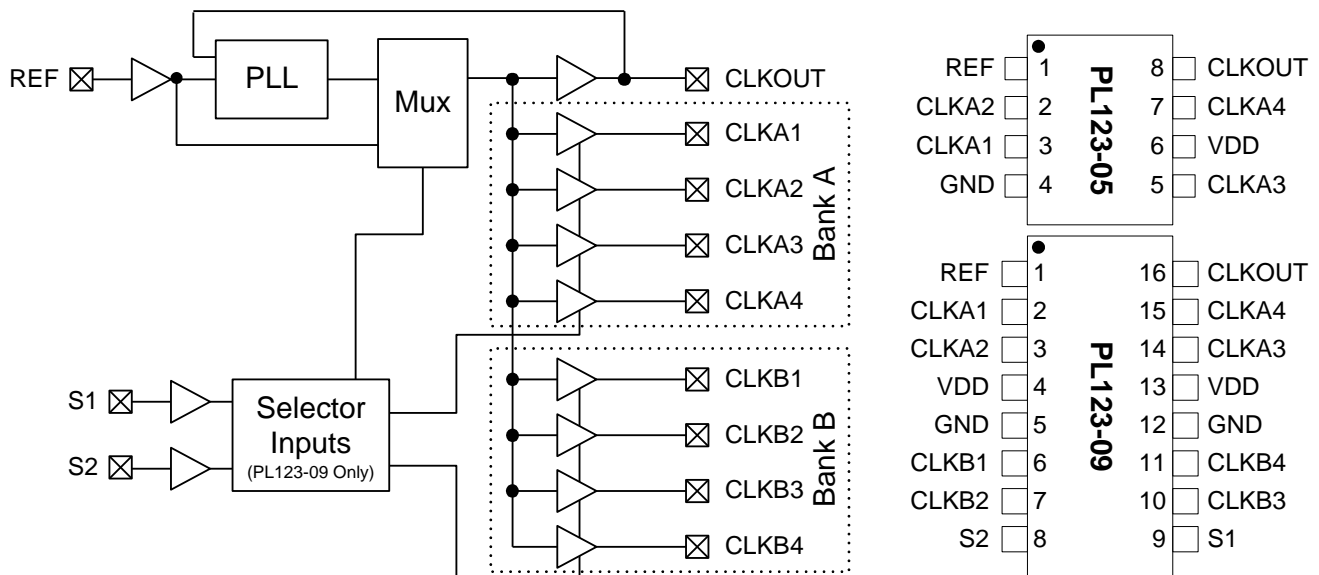 REF
PLL
Mux
CLKOUT
CLKA1
CLKA2
CLKA3
CLKA4
Bank A
S1
S2
Selector
Inputs
(PL123-09 Only)
CLKB1
CLKB2
CLKB3
CLKB4
Bank B
PL123-05
REF 1 8 CLKOUT
CLKA2 2 7 CLKA4
CLKA1 3 6 VDD
GND 4 5 CLKA3
PL123-09
REF 1 16 CLKOUT
CLKA1 2 15 CLKA4
CLKA2 3 14 CLKA3
VDD 4 13 VDD
GND 5 12 GND
CLKB1 6 11 CLKB4
CLKB2 7 10 CLKB3
S2 8 9 S1